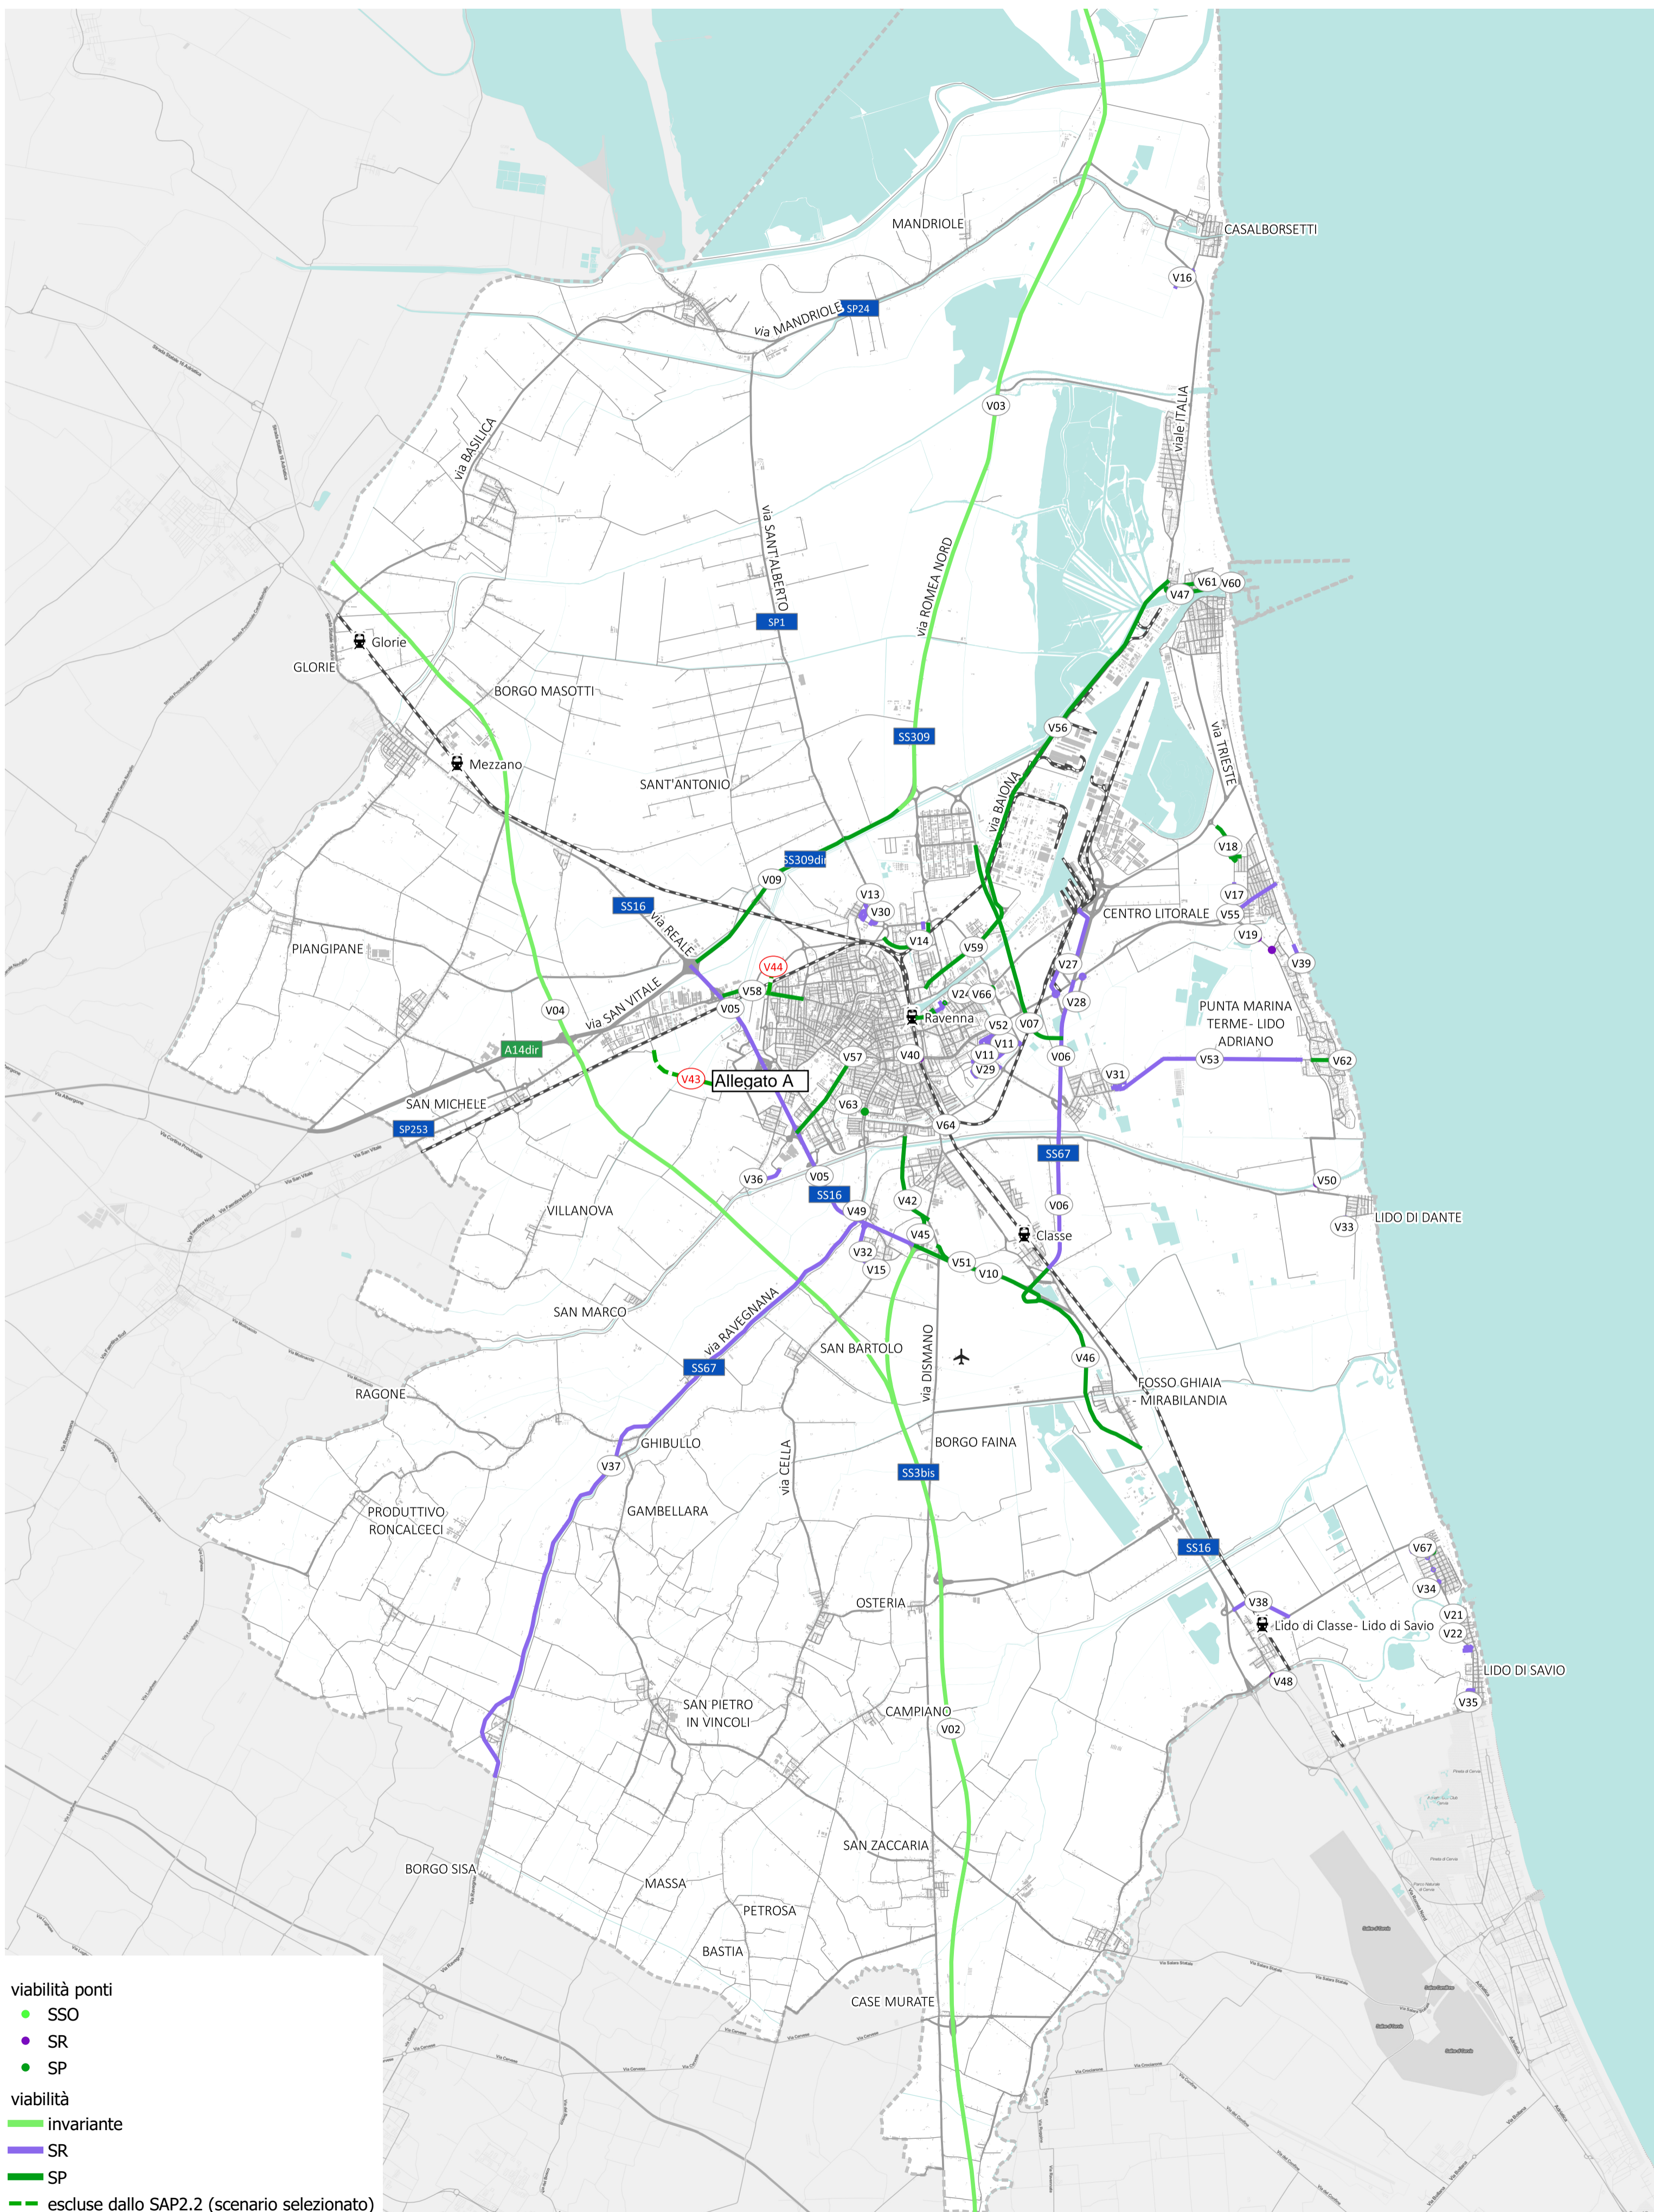 MANDRIOLE
CASALBORSETTI
V16
via MANDRIOLE
SP24
Strada Statale 16 Adriatica
V03
viale ITALIA
via BASILICA
Strada Statale 16 Adriatica
via SANT'ALBERTO
via ROMEA NORD
V61
V60
V47
SP1
Glorie
GLORIE
BORGO MASOTTI
V56
SS309
via TRIESTE
Mezzano
SANT'ANTONIO
via BAIONA
V18
SS309dir
V09
V13
V17
SS16
V30
CENTRO LITORALE
V55
via REALE
V14
V19
PIANGIPANE
V59
V39
V44
V27
V58
V24
V66
V28
V05
V04
PUNTA MARINA
TERME - LIDO
ADRIANO
via SAN VITALE
Ravenna
V52
V07
V11
A14dir
V57
V40
V11
V06
V53
V62
V29
V31
V43
Allegato A
SAN MICHELE
V63
SP253
V64
SS67
V36
V05
V50
SS16
V42
V06
VILLANOVA
V49
LIDO DI DANTE
V33
V45
Classe
V32
V51
V15
V10
SAN MARCO
via RAVEGNANA
SAN BARTOLO
V46
SS67
via DISMANO
FOSSO GHIAIA
- MIRABILANDIA
RAGONE
GHIBULLO
BORGO FAINA
V37
via CELLA
SS3bis
PRODUTTIVO
RONCALCECI
GAMBELLARA
SS16
V67
V34
OSTERIA
V38
V21
Lido di Classe - Lido di Savio
V22
LIDO DI SAVIO
V48
SAN PIETRO
IN VINCOLI
CAMPIANO
V35
V02
SAN ZACCARIA
BORGO SISA
MASSA
PETROSA
BASTIA
CASE MURATE
viabilità ponti
SSO
SR
SP
viabilità
invariante
SR
SP
escluse dallo SAP2.2 (scenario selezionato)